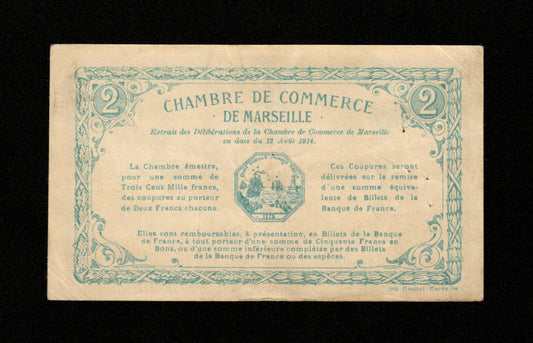 2
2
CHAMBRE DE COMMERCE
DE MARSEILLE
Extrait des Délibérations de la Chambre de Commerce de Marseille
en date du 12 Août 1914.
La Chambre émettre,
pour une somme de
Trois Cent Mille francs,
des coupures au porteur
de Deux Francs chacune.
Ces Coupures seront
délivrées sur la remise
d'une somme équiva-
lente de Billets de la
Banque de France.
Elles sont remboursables, à présentation, en Billets de la Banque
de France, à tout porteur d'une somme de Cinquante Francs en
Bons, ou d'une somme inférieure complétée par des Billets
de la Banque de France ou des espèces.
Imp. Moullot-Marseille